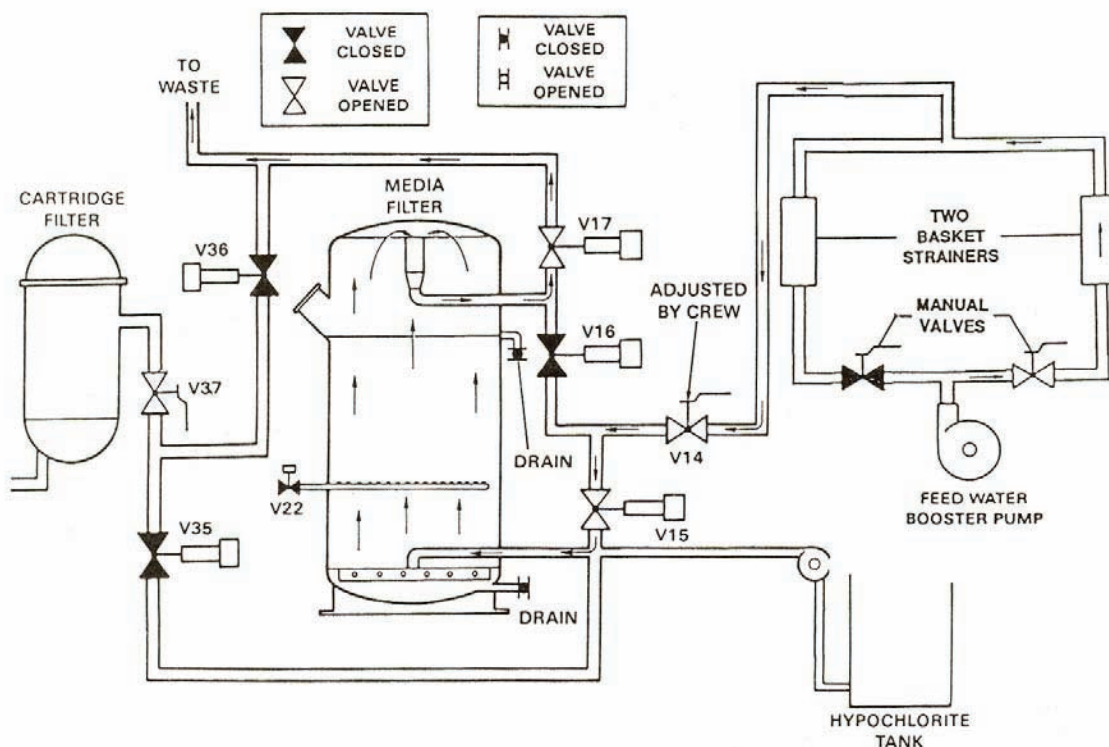 VALVE
CLOSED
VALVE
OPENED
VALVE
CLOSED
VALVE
OPENED
TO
WASTE
CARTRIDGE
FILTER
MEDIA
FILTER
V36
V17
TWO
BASKET
STRAINERS
ADJUSTED
BY CREW
V16
MANUAL
VALVES
V37
DRAIN
V14
V22
FEED WATER
BOOSTER PUMP
V35
V15
DRAIN
HYPOCHLORITE
TANK